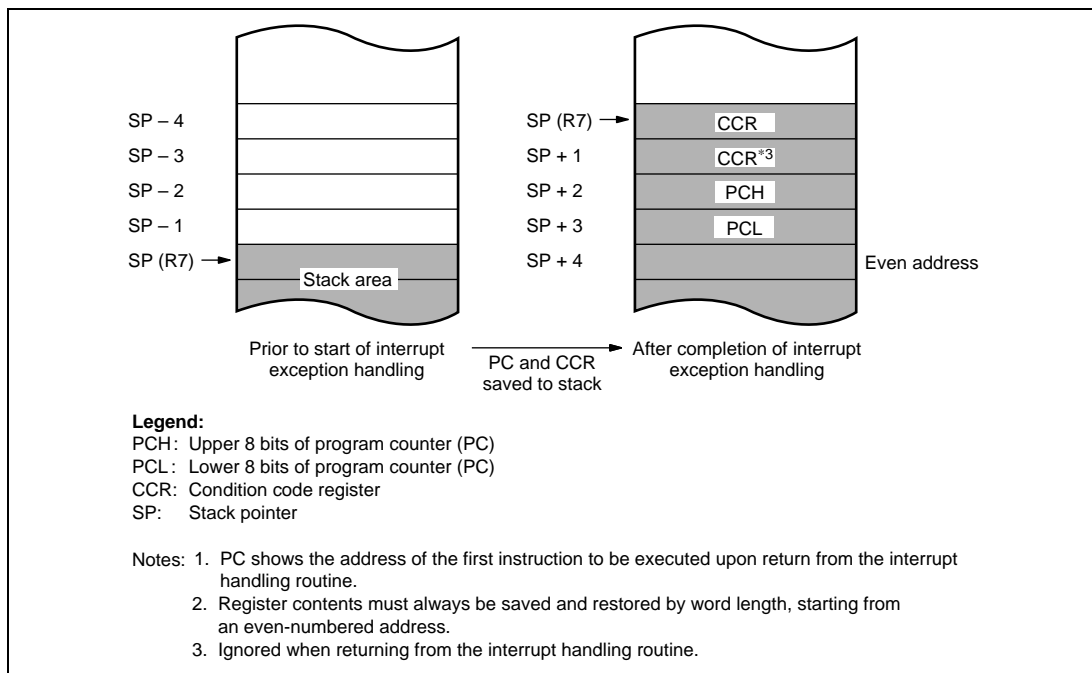 SP – 4
SP – 3
SP – 2
SP – 1
SP (R7)
Stack area
SP (R7)
SP + 1
SP + 2
SP + 3
SP + 4
CCR
CCR*3
PCH
PCL
Even address
Prior to start of interrupt
exception handling
PC and CCR
saved to stack
After completion of interrupt
exception handling
Legend:
PCH: Upper 8 bits of program counter (PC)
PCL: Lower 8 bits of program counter (PC)
CCR: Condition code register
SP: Stack pointer
Notes: 1. PC shows the address of the first instruction to be executed upon return from the interrupt
handling routine.
2. Register contents must always be saved and restored by word length, starting from
an even-numbered address.
3. Ignored when returning from the interrupt handling routine.